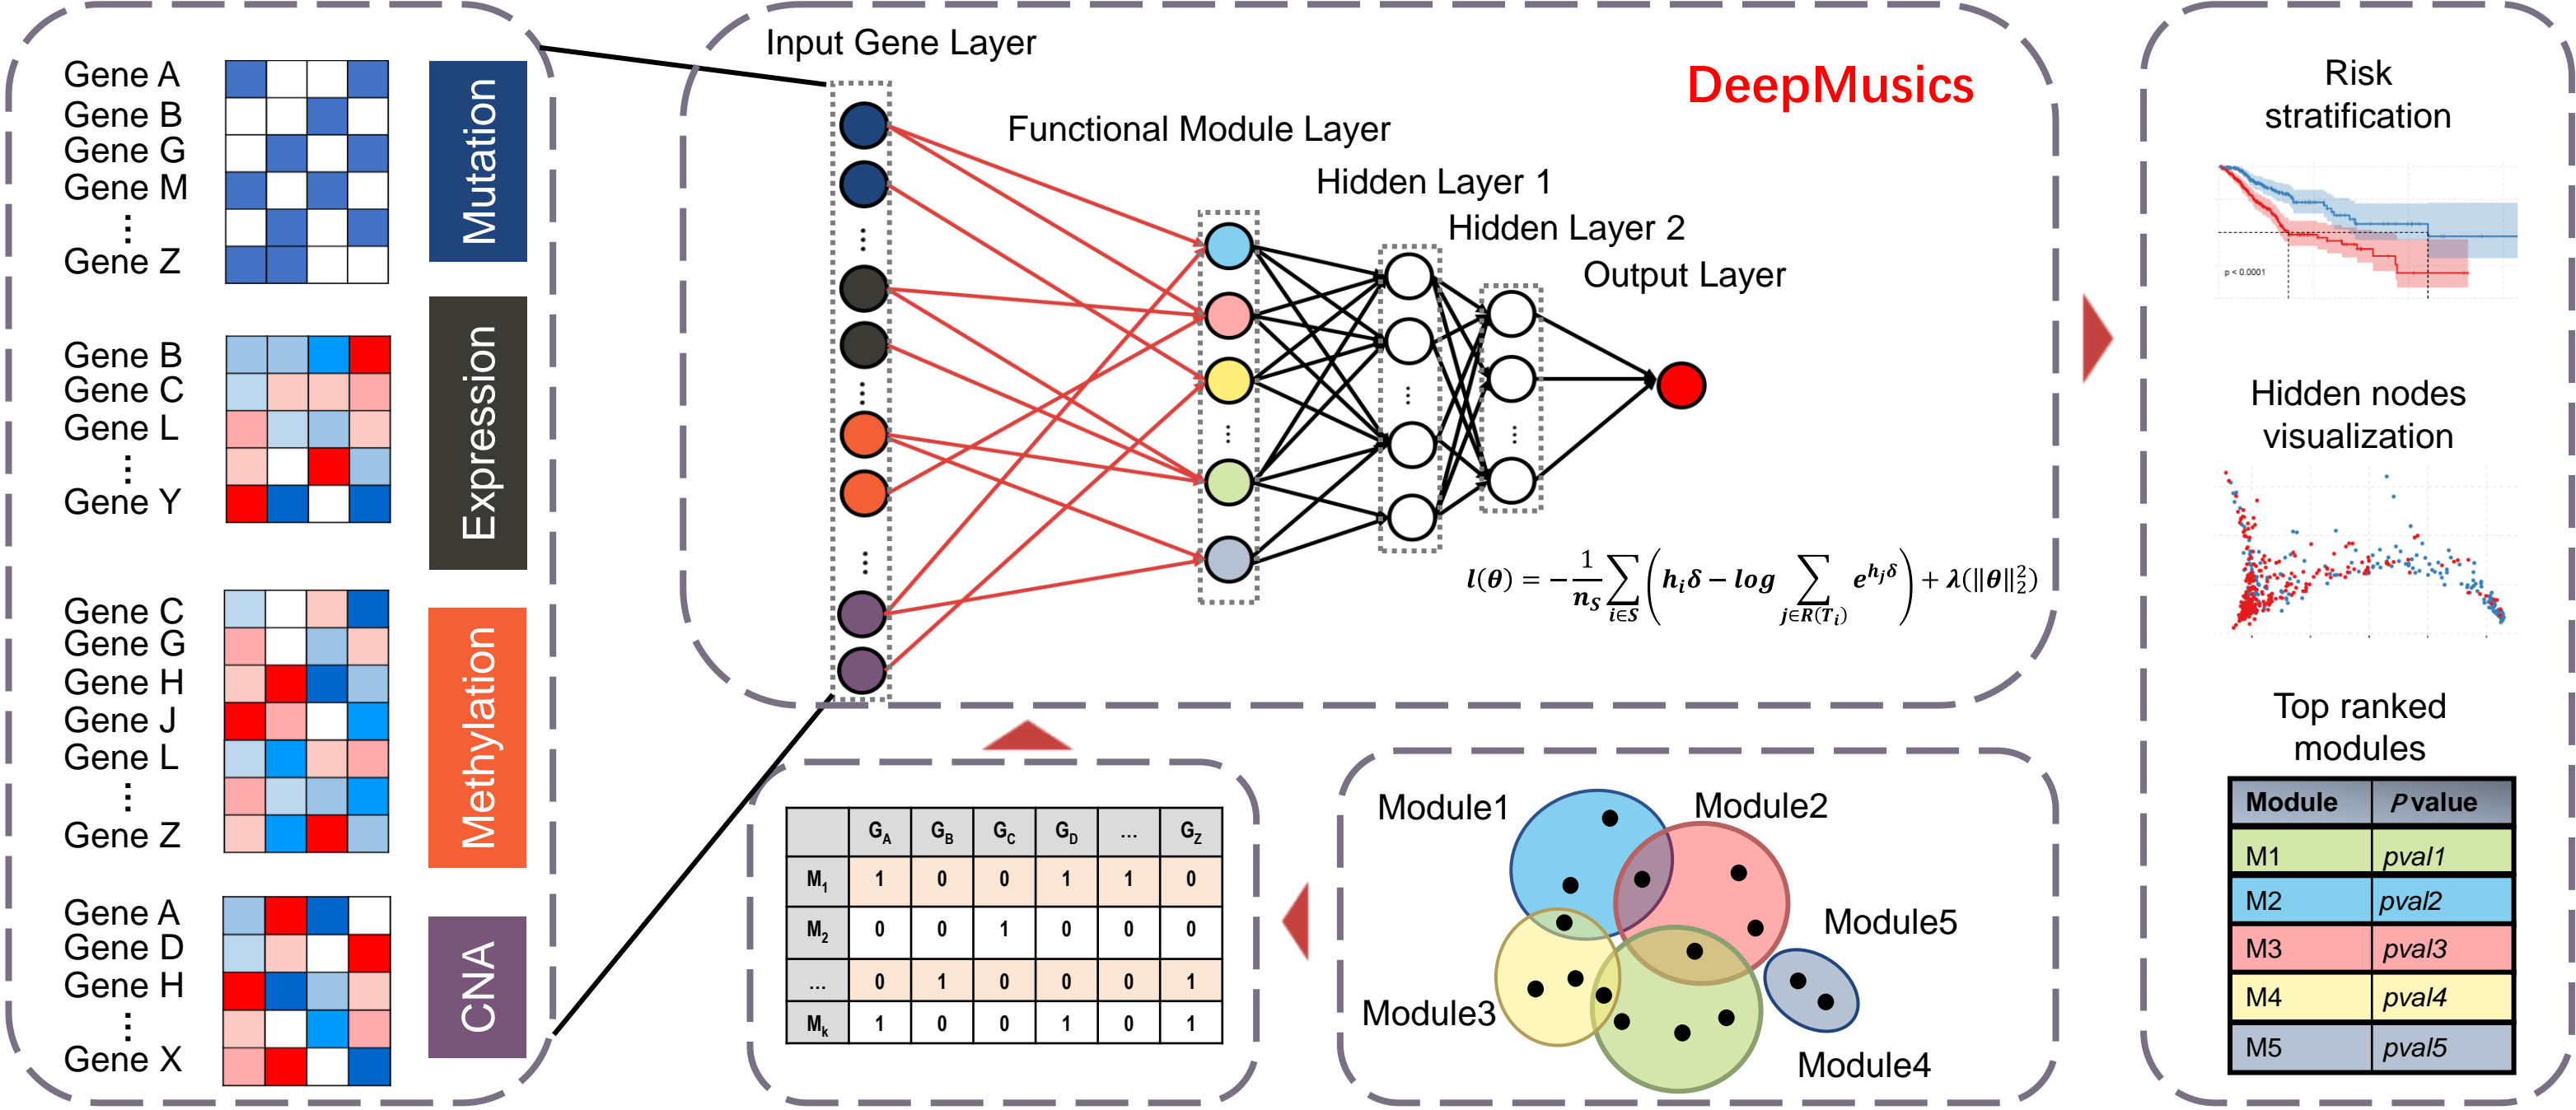 Gene A
Gene B
Gene G
Gene M
⋮
Gene Z
Mutation
Gene B
Gene C
Gene L
⋮
Gene Y
Expression
Gene C
Gene G
Gene H
Gene J
Gene L
⋮
Gene Z
Methylation
Gene A
Gene D
Gene H
⋮
Gene X
CNA
Input Gene Layer
DeepMusics
Functional Module Layer
Hidden Layer 1
Hidden Layer 2
Output Layer
l(θ) = −1/n_S ∑_{i∈S} (h_iδ − log ∑_{j∈R(T_i)} e^{h_jδ}) + λ(‖θ‖₂²)
G_A G_B G_C G_D ... G_Z
M_1 1 0 0 1 1 0
M_2 0 0 1 0 0 0
... 0 1 0 0 0 1
M_k 1 0 0 1 0 1
Module1
Module2
Module5
Module3
Module4
Risk
stratification
p < 0.0001
Hidden nodes
visualization
Top ranked
modules
Module P value
M1 pval1
M2 pval2
M3 pval3
M4 pval4
M5 pval5